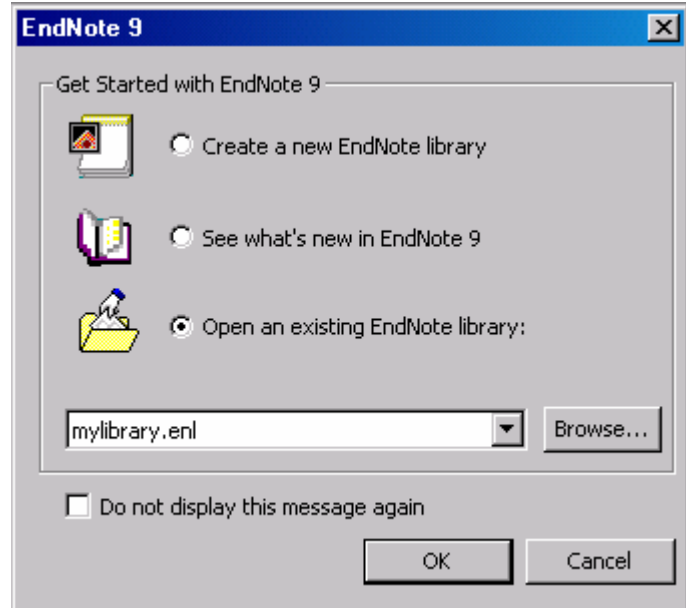 EndNote 9
Get Started with EndNote 9
Create a new EndNote library
See what's new in EndNote 9
Open an existing EndNote library:
mylibrary.enl
Browse...
Do not display this message again
OK
Cancel